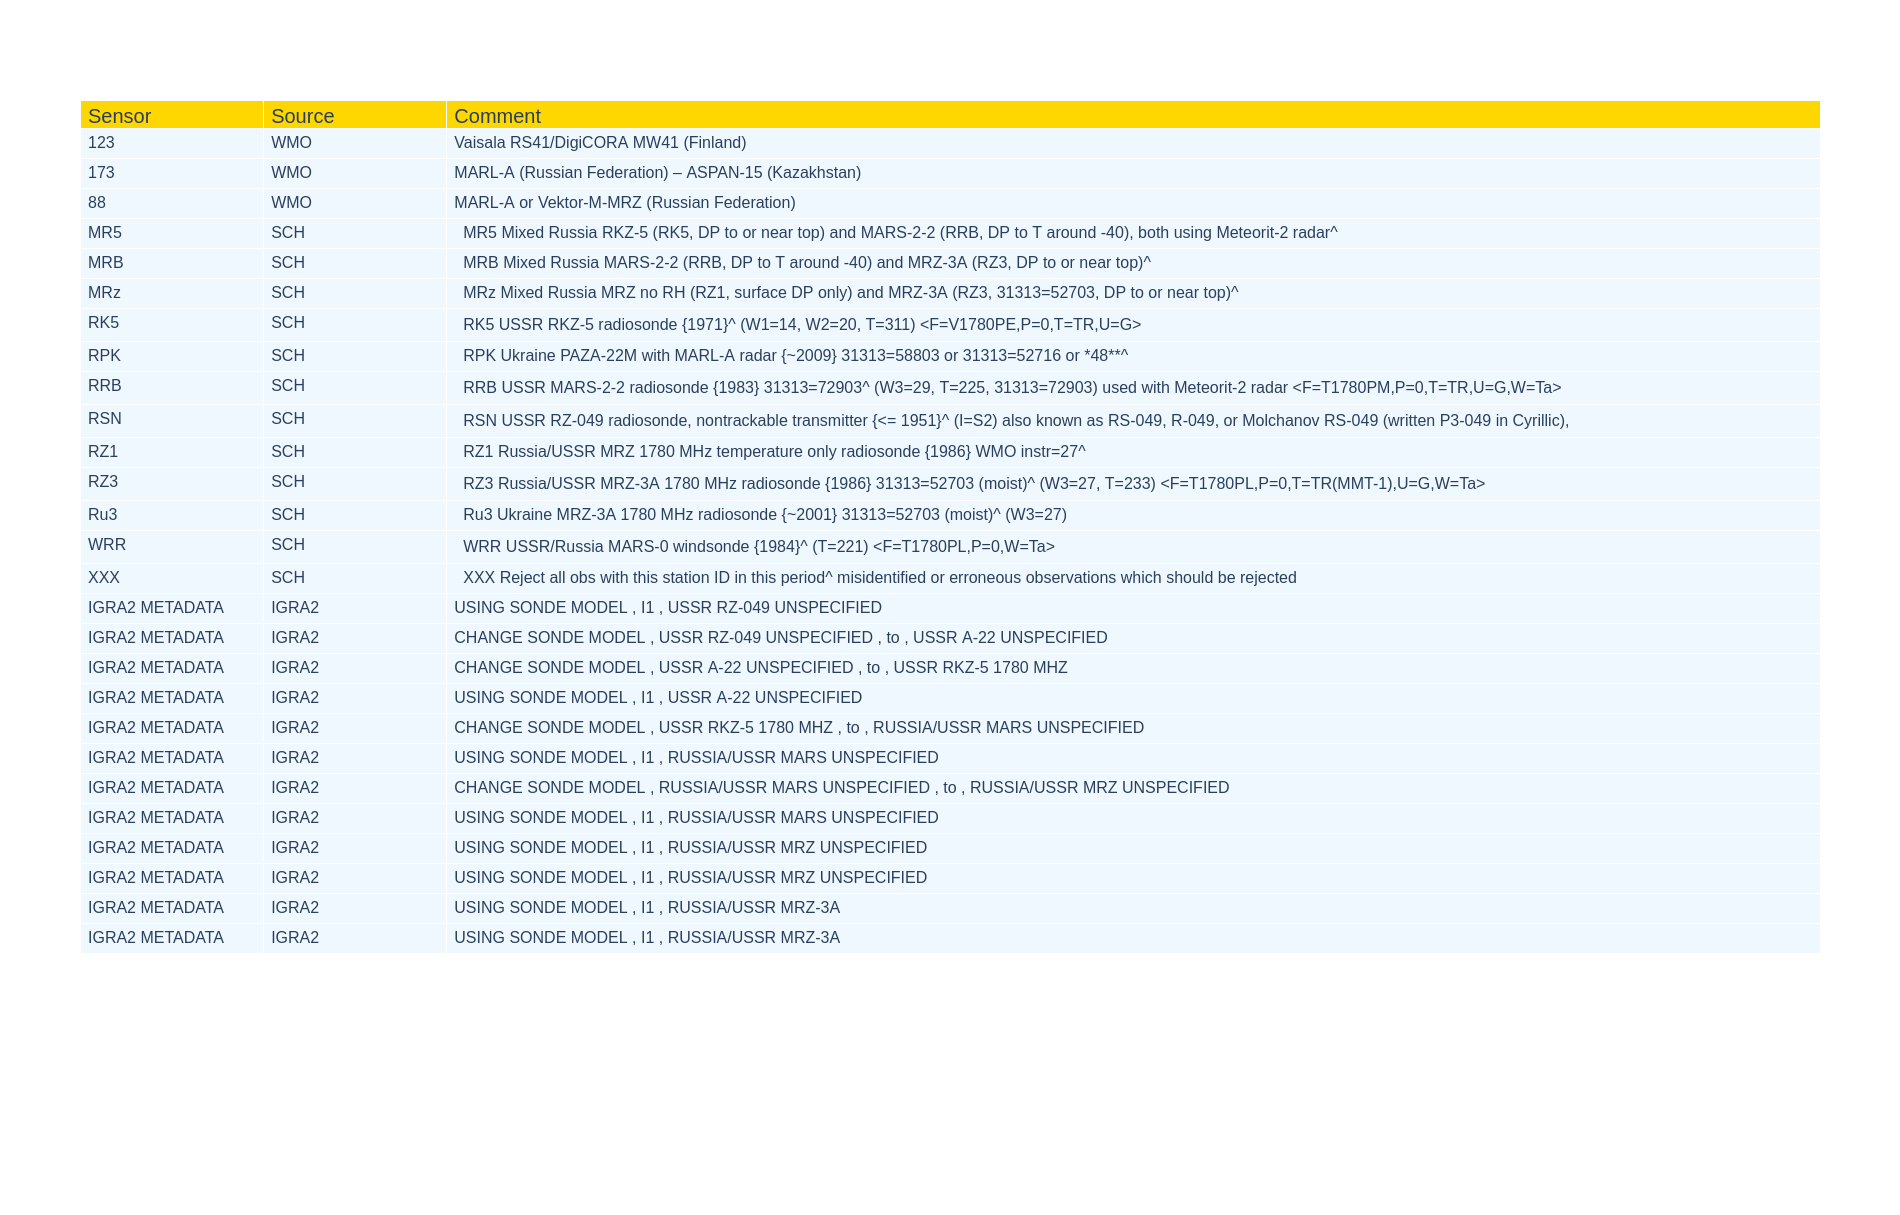 Sensor Source Comment
123 WMO Vaisala RS41/DigiCORA MW41 (Finland)
173 WMO MARL-A (Russian Federation) – ASPAN-15 (Kazakhstan)
88 WMO MARL-A or Vektor-M-MRZ (Russian Federation)
MR5 SCH MR5 Mixed Russia RKZ-5 (RK5, DP to or near top) and MARS-2-2 (RRB, DP to T around -40), both using Meteorit-2 radar^
MRB SCH MRB Mixed Russia MARS-2-2 (RRB, DP to T around -40) and MRZ-3A (RZ3, DP to or near top)^
MRz SCH MRz Mixed Russia MRZ no RH (RZ1, surface DP only) and MRZ-3A (RZ3, 31313=52703, DP to or near top)^
RK5 SCH RK5 USSR RKZ-5 radiosonde {1971}^ (W1=14, W2=20, T=311) <F=V1780PE,P=0,T=TR,U=G>
RPK SCH RPK Ukraine PAZA-22M with MARL-A radar {~2009} 31313=58803 or 31313=52716 or *48**^
RRB SCH RRB USSR MARS-2-2 radiosonde {1983} 31313=72903^ (W3=29, T=225, 31313=72903) used with Meteorit-2 radar <F=T1780PM,P=0,T=TR,U=G,W=Ta>
RSN SCH RSN USSR RZ-049 radiosonde, nontrackable transmitter {<= 1951}^ (I=S2) also known as RS-049, R-049, or Molchanov RS-049 (written P3-049 in Cyrillic),
RZ1 SCH RZ1 Russia/USSR MRZ 1780 MHz temperature only radiosonde {1986} WMO instr=27^
RZ3 SCH RZ3 Russia/USSR MRZ-3A 1780 MHz radiosonde {1986} 31313=52703 (moist)^ (W3=27, T=233) <F=T1780PL,P=0,T=TR(MMT-1),U=G,W=Ta>
Ru3 SCH Ru3 Ukraine MRZ-3A 1780 MHz radiosonde {~2001} 31313=52703 (moist)^ (W3=27)
WRR SCH WRR USSR/Russia MARS-0 windsonde {1984}^ (T=221) <F=T1780PL,P=0,W=Ta>
XXX SCH XXX Reject all obs with this station ID in this period^ misidentified or erroneous observations which should be rejected
IGRA2 METADATA IGRA2 USING SONDE MODEL , I1 , USSR RZ-049 UNSPECIFIED
IGRA2 METADATA IGRA2 CHANGE SONDE MODEL , USSR RZ-049 UNSPECIFIED , to , USSR A-22 UNSPECIFIED
IGRA2 METADATA IGRA2 CHANGE SONDE MODEL , USSR A-22 UNSPECIFIED , to , USSR RKZ-5 1780 MHZ
IGRA2 METADATA IGRA2 USING SONDE MODEL , I1 , USSR A-22 UNSPECIFIED
IGRA2 METADATA IGRA2 CHANGE SONDE MODEL , USSR RKZ-5 1780 MHZ , to , RUSSIA/USSR MARS UNSPECIFIED
IGRA2 METADATA IGRA2 USING SONDE MODEL , I1 , RUSSIA/USSR MARS UNSPECIFIED
IGRA2 METADATA IGRA2 CHANGE SONDE MODEL , RUSSIA/USSR MARS UNSPECIFIED , to , RUSSIA/USSR MRZ UNSPECIFIED
IGRA2 METADATA IGRA2 USING SONDE MODEL , I1 , RUSSIA/USSR MARS UNSPECIFIED
IGRA2 METADATA IGRA2 USING SONDE MODEL , I1 , RUSSIA/USSR MRZ UNSPECIFIED
IGRA2 METADATA IGRA2 USING SONDE MODEL , I1 , RUSSIA/USSR MRZ UNSPECIFIED
IGRA2 METADATA IGRA2 USING SONDE MODEL , I1 , RUSSIA/USSR MRZ-3A
IGRA2 METADATA IGRA2 USING SONDE MODEL , I1 , RUSSIA/USSR MRZ-3A